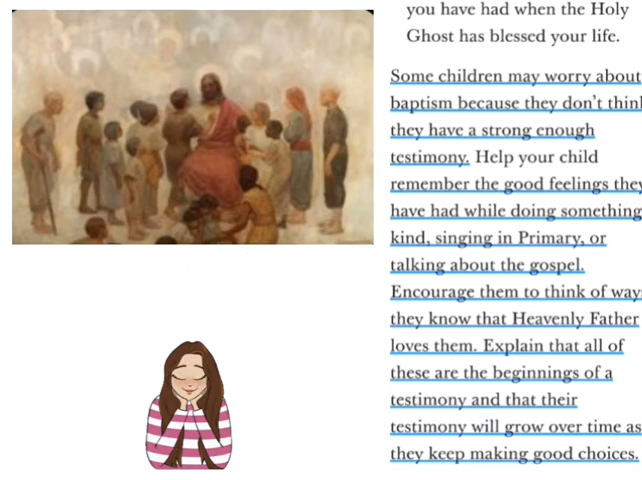 you have had when the Holy
Ghost has blessed your life.
Some children may worry about
baptism because they don't think
they have a strong enough
testimony. Help your child
remember the good feelings they
have had while doing something
kind, singing in Primary, or
talking about the gospel.
Encourage them to think of ways
they know that Heavenly Father
loves them. Explain that all of
these are the beginnings of a
testimony and that their
testimony will grow over time as
they keep making good choices.